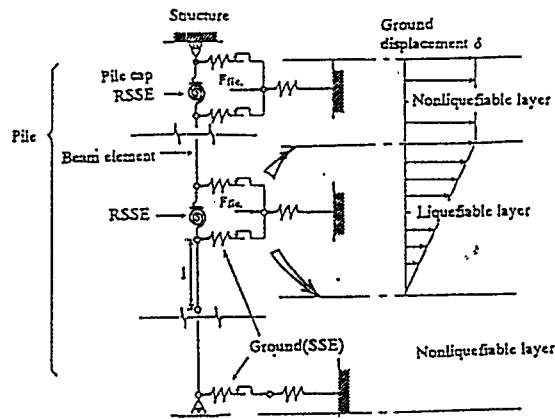 Structure
Ground
displacement δ
Pile cap
RSSE
Nonliquefiable layer
Pile
Beam element
RSSE
Liquefiable layer
l
Ground(SSE)
Nonliquefiable layer